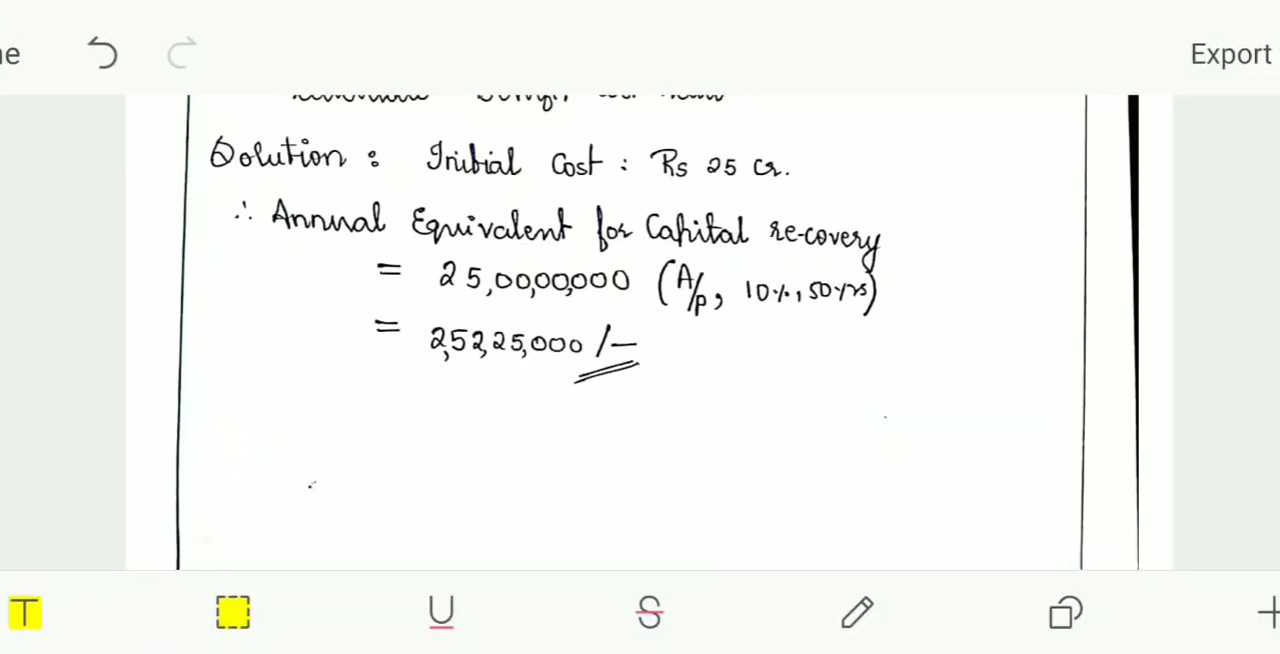 Export
Solution : Initial Cost : Rs 25 cr.
∴ Annual Equivalent for Capital re-covery
= 25,00,00,000 (A/p, 10%, 50yrs)
= 2,52,25,000/-
T
U
S